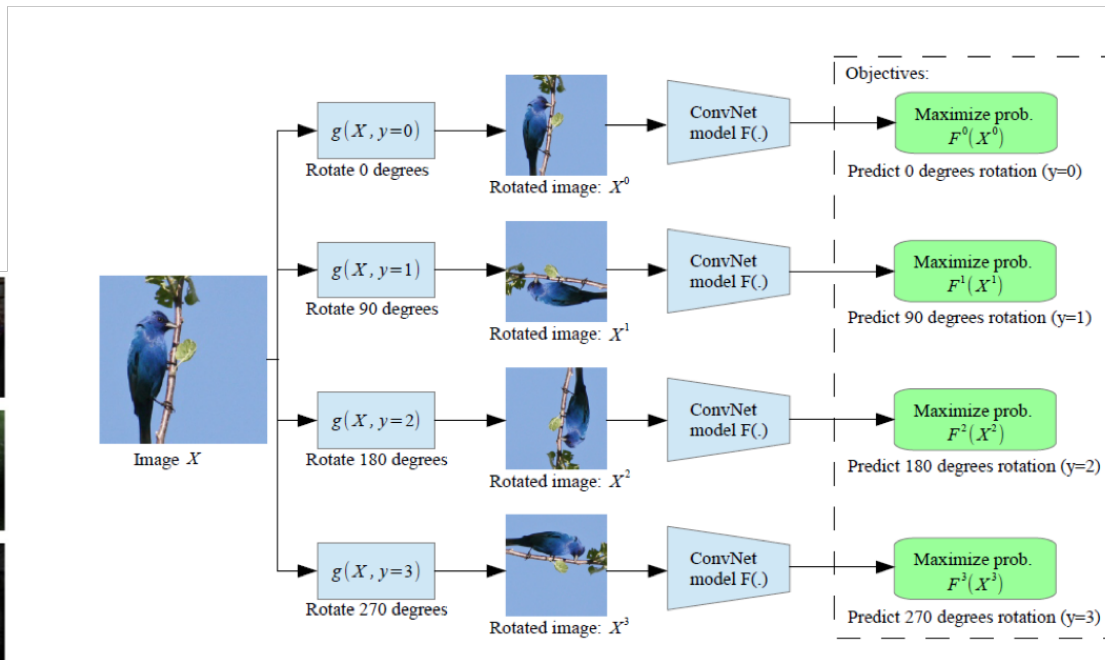 Objectives:
g(X, y=0)
Rotate 0 degrees
Rotated image: X⁰
ConvNet
model F(.)
Maximize prob.
F⁰(X⁰)
Predict 0 degrees rotation (y=0)
g(X, y=1)
Rotate 90 degrees
Rotated image: X¹
ConvNet
model F(.)
Maximize prob.
F¹(X¹)
Predict 90 degrees rotation (y=1)
Image X
g(X, y=2)
Rotate 180 degrees
Rotated image: X²
ConvNet
model F(.)
Maximize prob.
F²(X²)
Predict 180 degrees rotation (y=2)
g(X, y=3)
Rotate 270 degrees
Rotated image: X³
ConvNet
model F(.)
Maximize prob.
F³(X³)
Predict 270 degrees rotation (y=3)